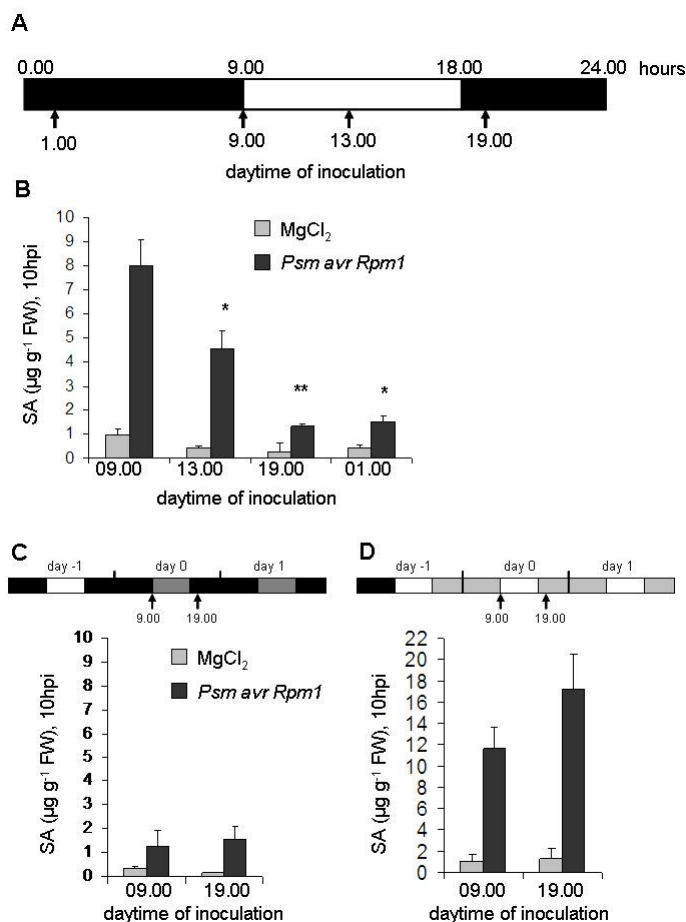 A
0.00 9.00 18.00 24.00 hours
1.00 9.00 13.00 19.00
daytime of inoculation
B
SA (µg g⁻¹ FW), 10hpi
10
9
8
7
6
5
4
3
2
1
0
MgCl₂
Psm avr Rpm1
*
**
*
09.00 13.00 19.00 01.00
daytime of inoculation
C
day -1 day 0 day 1
9.00 19.00
SA (µg g⁻¹ FW), 10hpi
10
9
8
7
6
5
4
3
2
1
0
MgCl₂
Psm avr Rpm1
09.00 19.00
daytime of inoculation
D
day -1 day 0 day 1
9.00 19.00
SA (µg g⁻¹ FW), 10hpi
22
20
18
16
14
12
10
8
6
4
2
0
09.00 19.00
daytime of inoculation